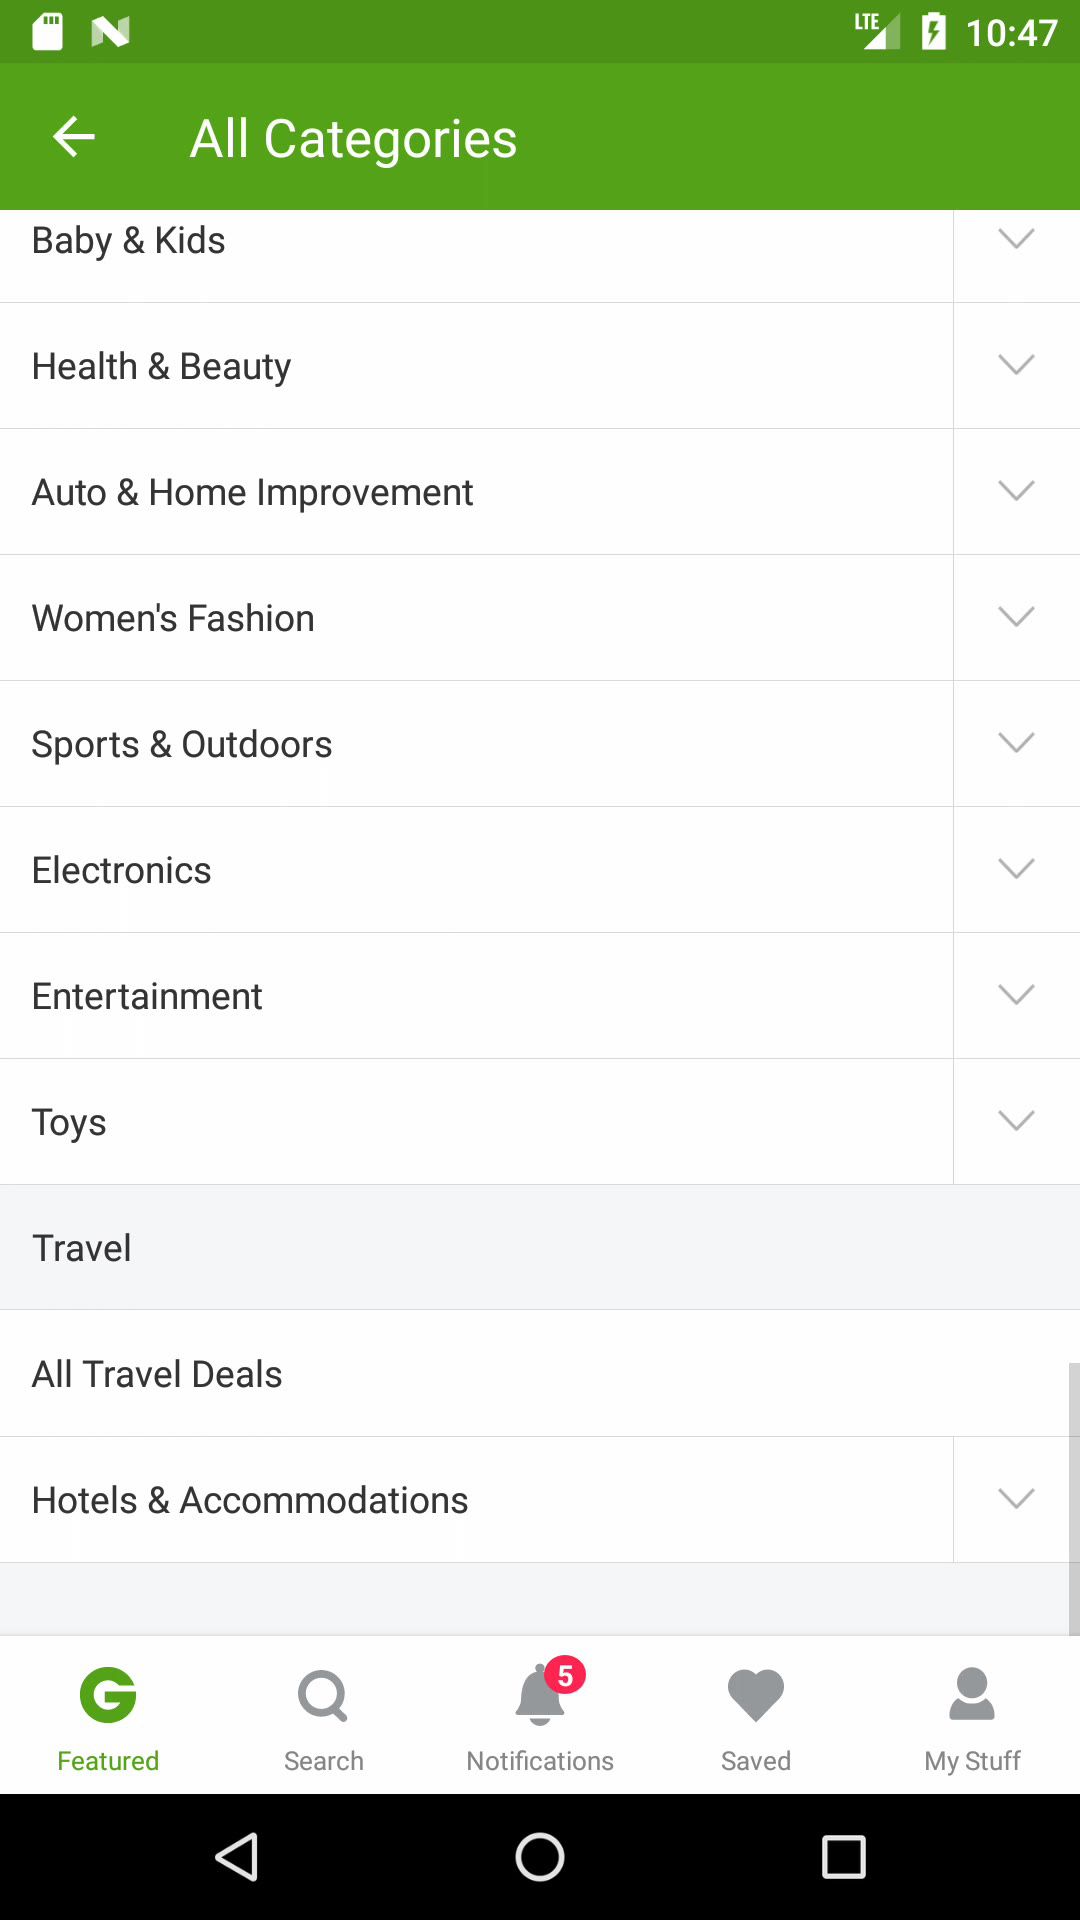 LTE 10:47
All Categories
Baby & Kids
Health & Beauty
Auto & Home Improvement
Women's Fashion
Sports & Outdoors
Electronics
Entertainment
Toys
Travel
All Travel Deals
Hotels & Accommodations
5
Featured Search Notifications Saved My Stuff